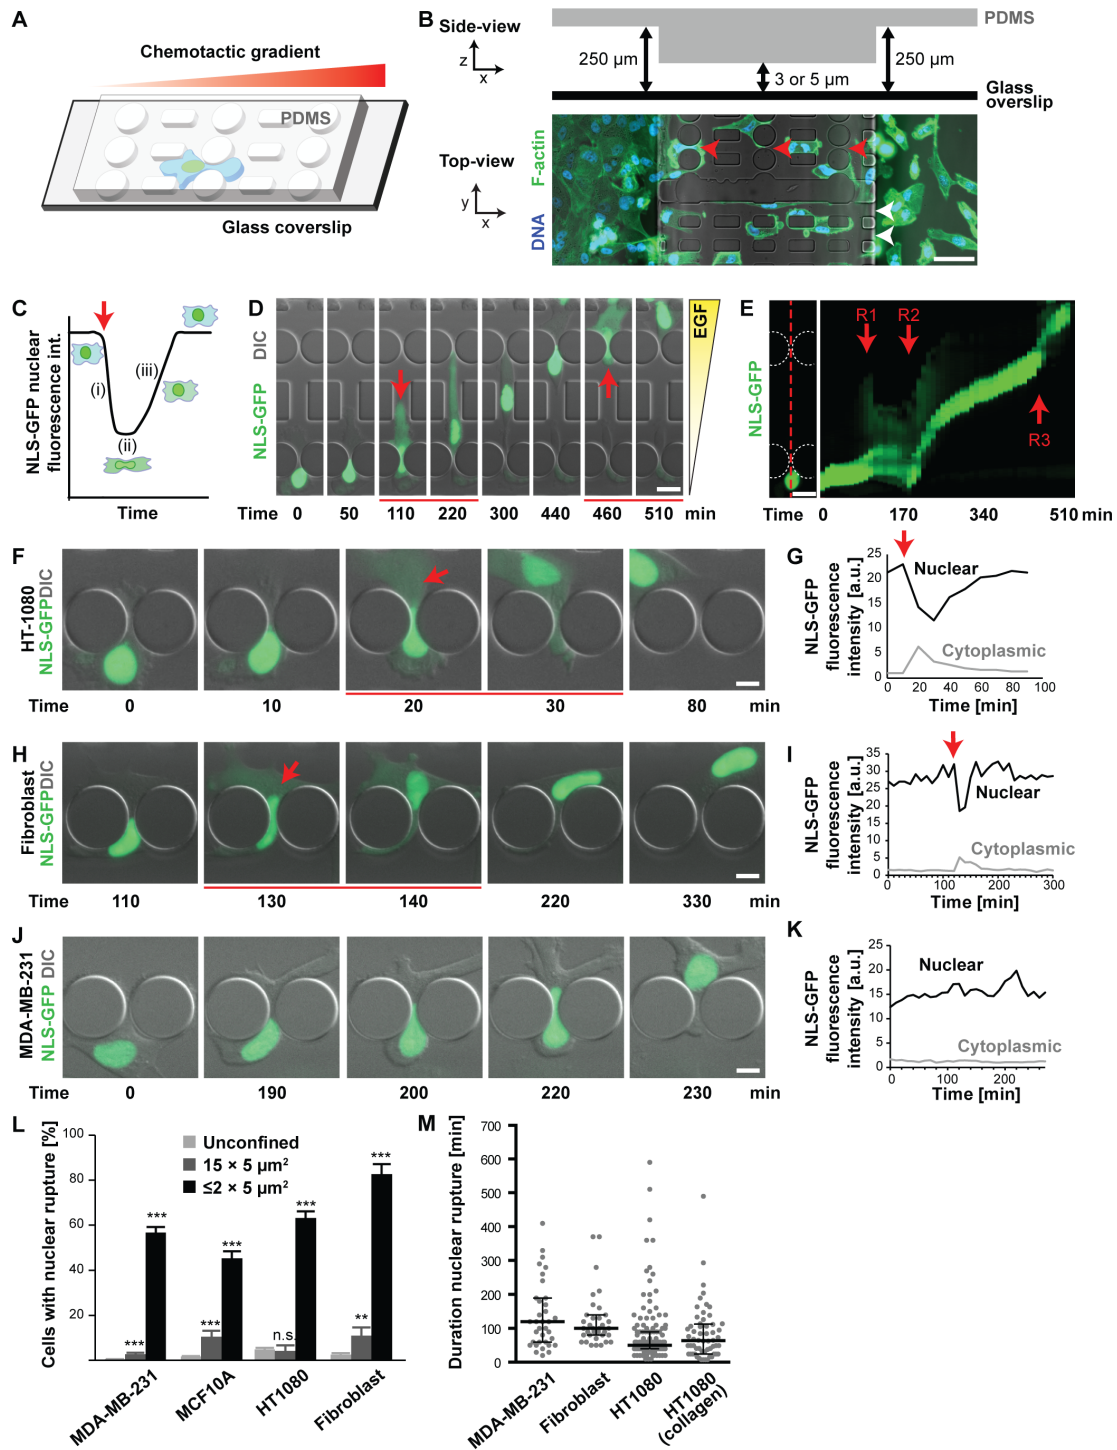 A
Chemotactic gradient
PDMS
Glass coverslip
B
Side-view
z
x
PDMS
250 µm
3 or 5 µm
250 µm
Glass
overslip
Top-view
y
x
DNA
F-actin
C
NLS-GFP nuclear
fluorescence int.
(i)
(ii)
(iii)
Time
D
NLS-GFP
DIC
EGF
Time 0 50 110 220 300 440 460 510 min
E
NLS-GFP
R1
R2
R3
Time 0 170 340 510 min
F
HT-1080
NLS-GFPDIC
Time 0 10 20 30 80 min
G
NLS-GFP
fluorescence
intensity [a.u.]
25
20
15
10
5
0
Nuclear
Cytoplasmic
0 20 40 60 80 100
Time [min]
H
Fibroblast
NLS-GFPDIC
Time 110 130 140 220 330 min
I
NLS-GFP
fluorescence
intensity [a.u.]
35
30
25
20
15
10
5
0
Nuclear
Cytoplasmic
0 100 200 300
Time [min]
J
MDA-MB-231
NLS-GFP DIC
Time 0 190 200 220 230 min
K
NLS-GFP
fluorescence
intensity [a.u.]
25
20
15
10
5
0
Nuclear
Cytoplasmic
0 100 200
Time [min]
L
Cells with nuclear rupture [%]
100
80
60
40
20
Unconfined
15 × 5 µm²
≤2 × 5 µm²
*** ***
*** ***
n.s. ***
** ***
MDA-MB-231
MCF10A
HT1080
Fibroblast
M
Duration nuclear rupture [min]
700
600
500
400
300
200
100
0
MDA-MB-231
Fibroblast
HT1080
HT1080
(collagen)